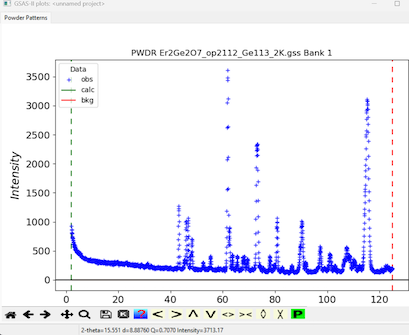 GSAS-II plots: <unnamed project>
Powder Patterns
PWDR Er2Ge2O7_op2112_Ge113_2K.gss Bank 1
Data
obs
calc
bkg
Intensity
3500
3000
2500
2000
1500
1000
500
0
0 20 40 60 80 100 120
P
2-theta=15.551 d=8.88760 Q=0.7070 Intensity=3713.17